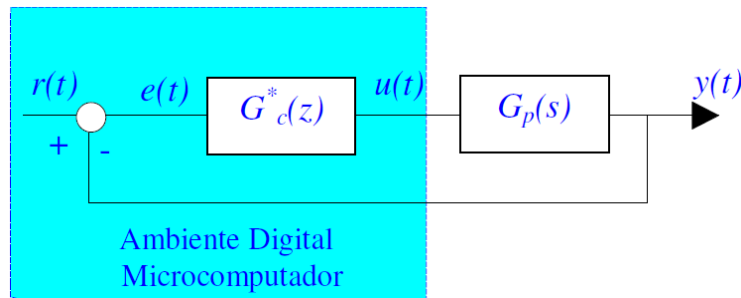 r(t)
e(t)
G*c(z)
u(t)
Gp(s)
y(t)
+
-
Ambiente Digital
Microcomputador